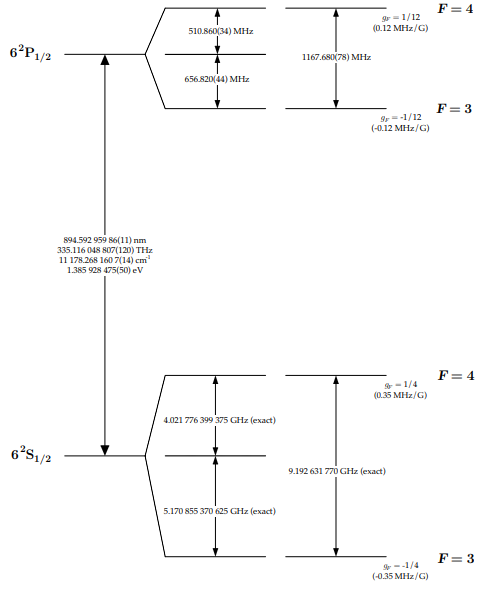 F = 4
g_F = 1/12
(0.12 MHz/G)
510.860(34) MHz
6²P₁/₂
1167.680(78) MHz
656.820(44) MHz
F = 3
g_F = -1/12
(-0.12 MHz/G)
894.592 959 86(11) nm
335.116 048 807(120) THz
11 178.268 160 7(14) cm⁻¹
1.385 928 475(50) eV
F = 4
g_F = 1/4
(0.35 MHz/G)
4.021 776 399 375 GHz (exact)
6²S₁/₂
9.192 631 770 GHz (exact)
5.170 855 370 625 GHz (exact)
F = 3
g_F = -1/4
(-0.35 MHz/G)